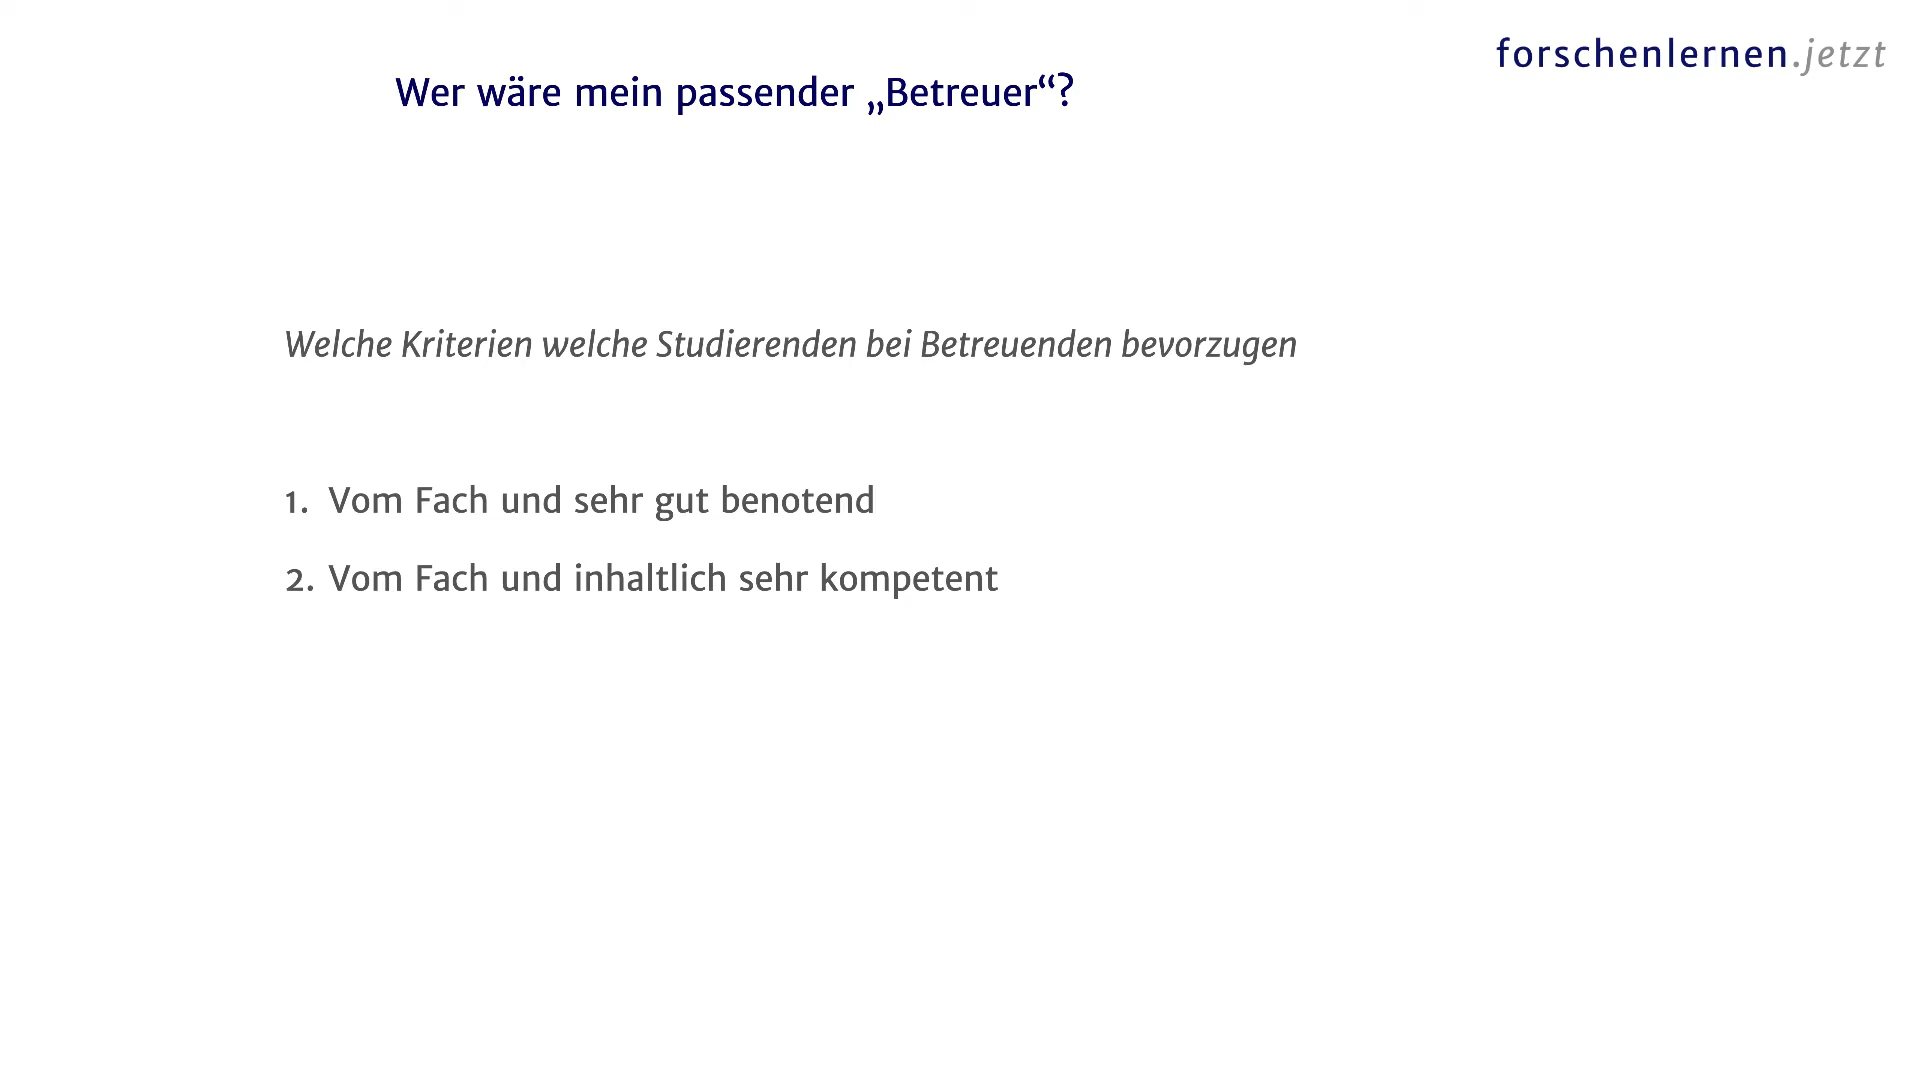 forschenlernen.jetzt
Wer wäre mein passender „Betreuer“?
Welche Kriterien welche Studierenden bei Betreuenden bevorzugen
1. Vom Fach und sehr gut benotend
2. Vom Fach und inhaltlich sehr kompetent